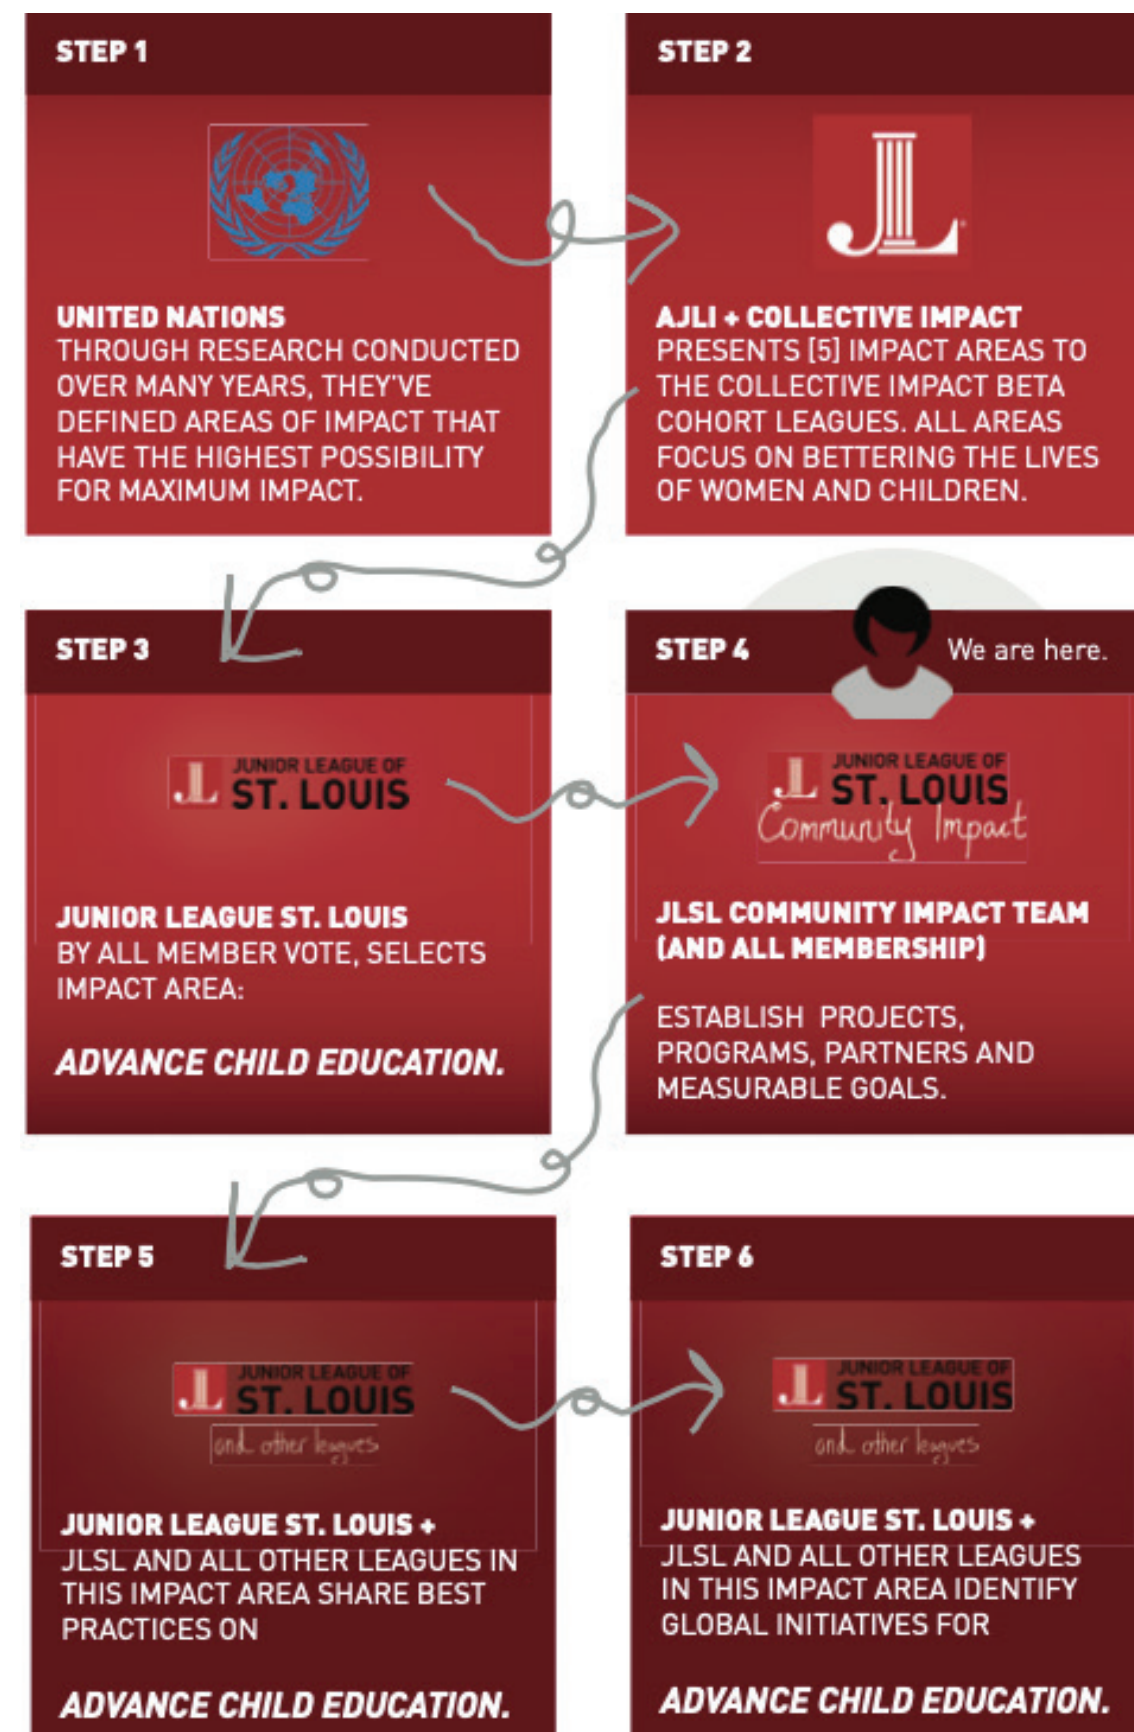 STEP 1
UNITED NATIONS
THROUGH RESEARCH CONDUCTED
OVER MANY YEARS, THEY'VE
DEFINED AREAS OF IMPACT THAT
HAVE THE HIGHEST POSSIBILITY
FOR MAXIMUM IMPACT.
STEP 2
JL
AJLI + COLLECTIVE IMPACT
PRESENTS [5] IMPACT AREAS TO
THE COLLECTIVE IMPACT BETA
COHORT LEAGUES. ALL AREAS
FOCUS ON BETTERING THE LIVES
OF WOMEN AND CHILDREN.
STEP 3
JL JUNIOR LEAGUE OF
ST. LOUIS
JUNIOR LEAGUE ST. LOUIS
BY ALL MEMBER VOTE, SELECTS
IMPACT AREA:
ADVANCE CHILD EDUCATION.
STEP 4 We are here.
JL JUNIOR LEAGUE OF
ST. LOUIS
Community Impact
JLSL COMMUNITY IMPACT TEAM
(AND ALL MEMBERSHIP)
ESTABLISH PROJECTS,
PROGRAMS, PARTNERS AND
MEASURABLE GOALS.
STEP 5
JL JUNIOR LEAGUE OF
ST. LOUIS
and other leagues
JUNIOR LEAGUE ST. LOUIS +
JLSL AND ALL OTHER LEAGUES IN
THIS IMPACT AREA SHARE BEST
PRACTICES ON
ADVANCE CHILD EDUCATION.
STEP 6
JL JUNIOR LEAGUE OF
ST. LOUIS
and other leagues
JUNIOR LEAGUE ST. LOUIS +
JLSL AND ALL OTHER LEAGUES
IN THIS IMPACT AREA IDENTIFY
GLOBAL INITIATIVES FOR
ADVANCE CHILD EDUCATION.